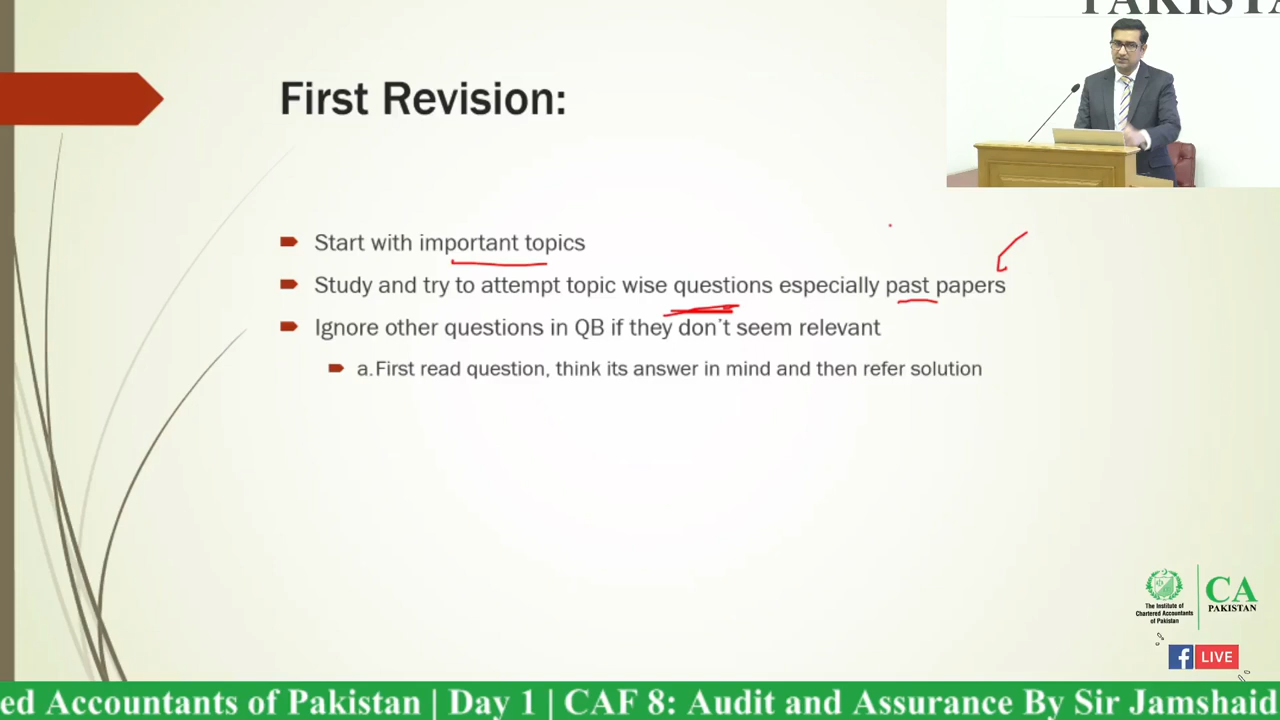 PAKISTA
First Revision:
Start with important topics
Study and try to attempt topic wise questions especially past papers
Ignore other questions in QB if they don't seem relevant
a.First read question, think its answer in mind and then refer solution
The Institute of
Chartered Accountants
of Pakistan
CA
PAKISTAN
f LIVE
ed Accountants of Pakistan | Day 1 | CAF 8: Audit and Assurance By Sir Jamshaid